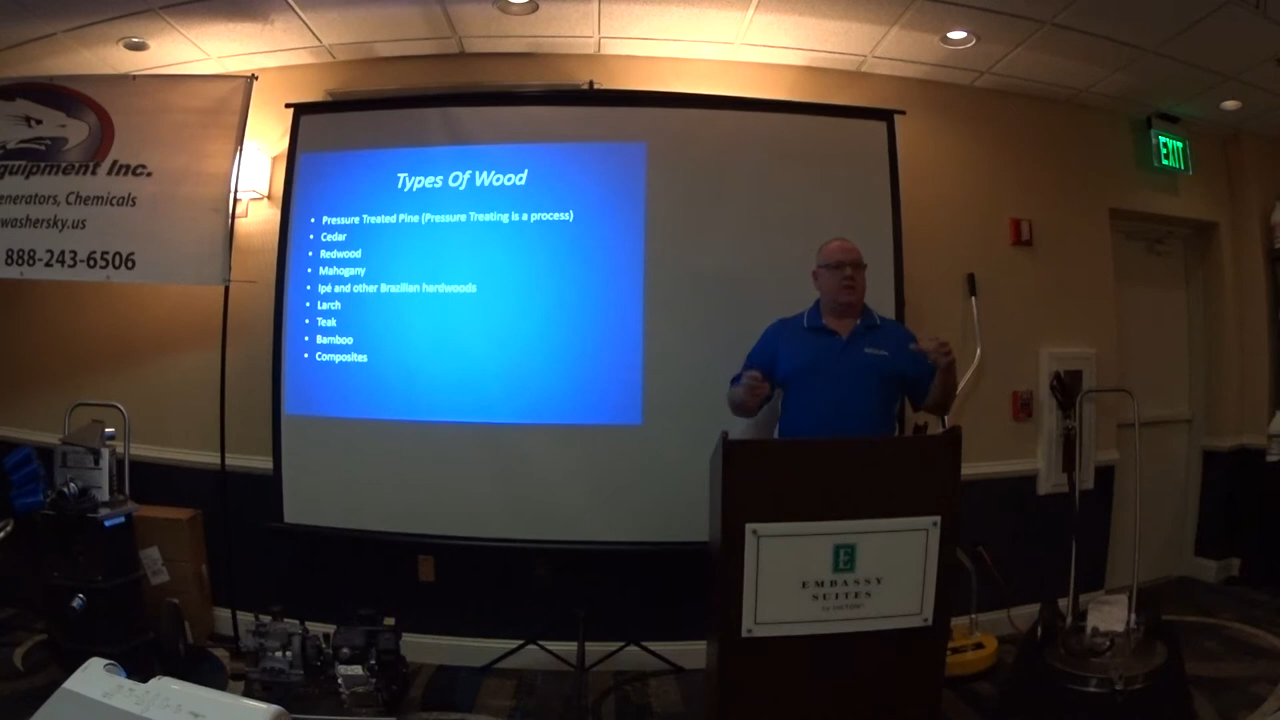 quipment Inc.
enerators, Chemicals
washersky.us
888-243-6506
Types Of Wood
• Pressure Treated Pine (Pressure Treating is a process)
• Cedar
• Redwood
• Mahogany
• Ipé and other Brazilian hardwoods
• Larch
• Teak
• Bamboo
• Composites
EXIT
E
EMBASSY
SUITES